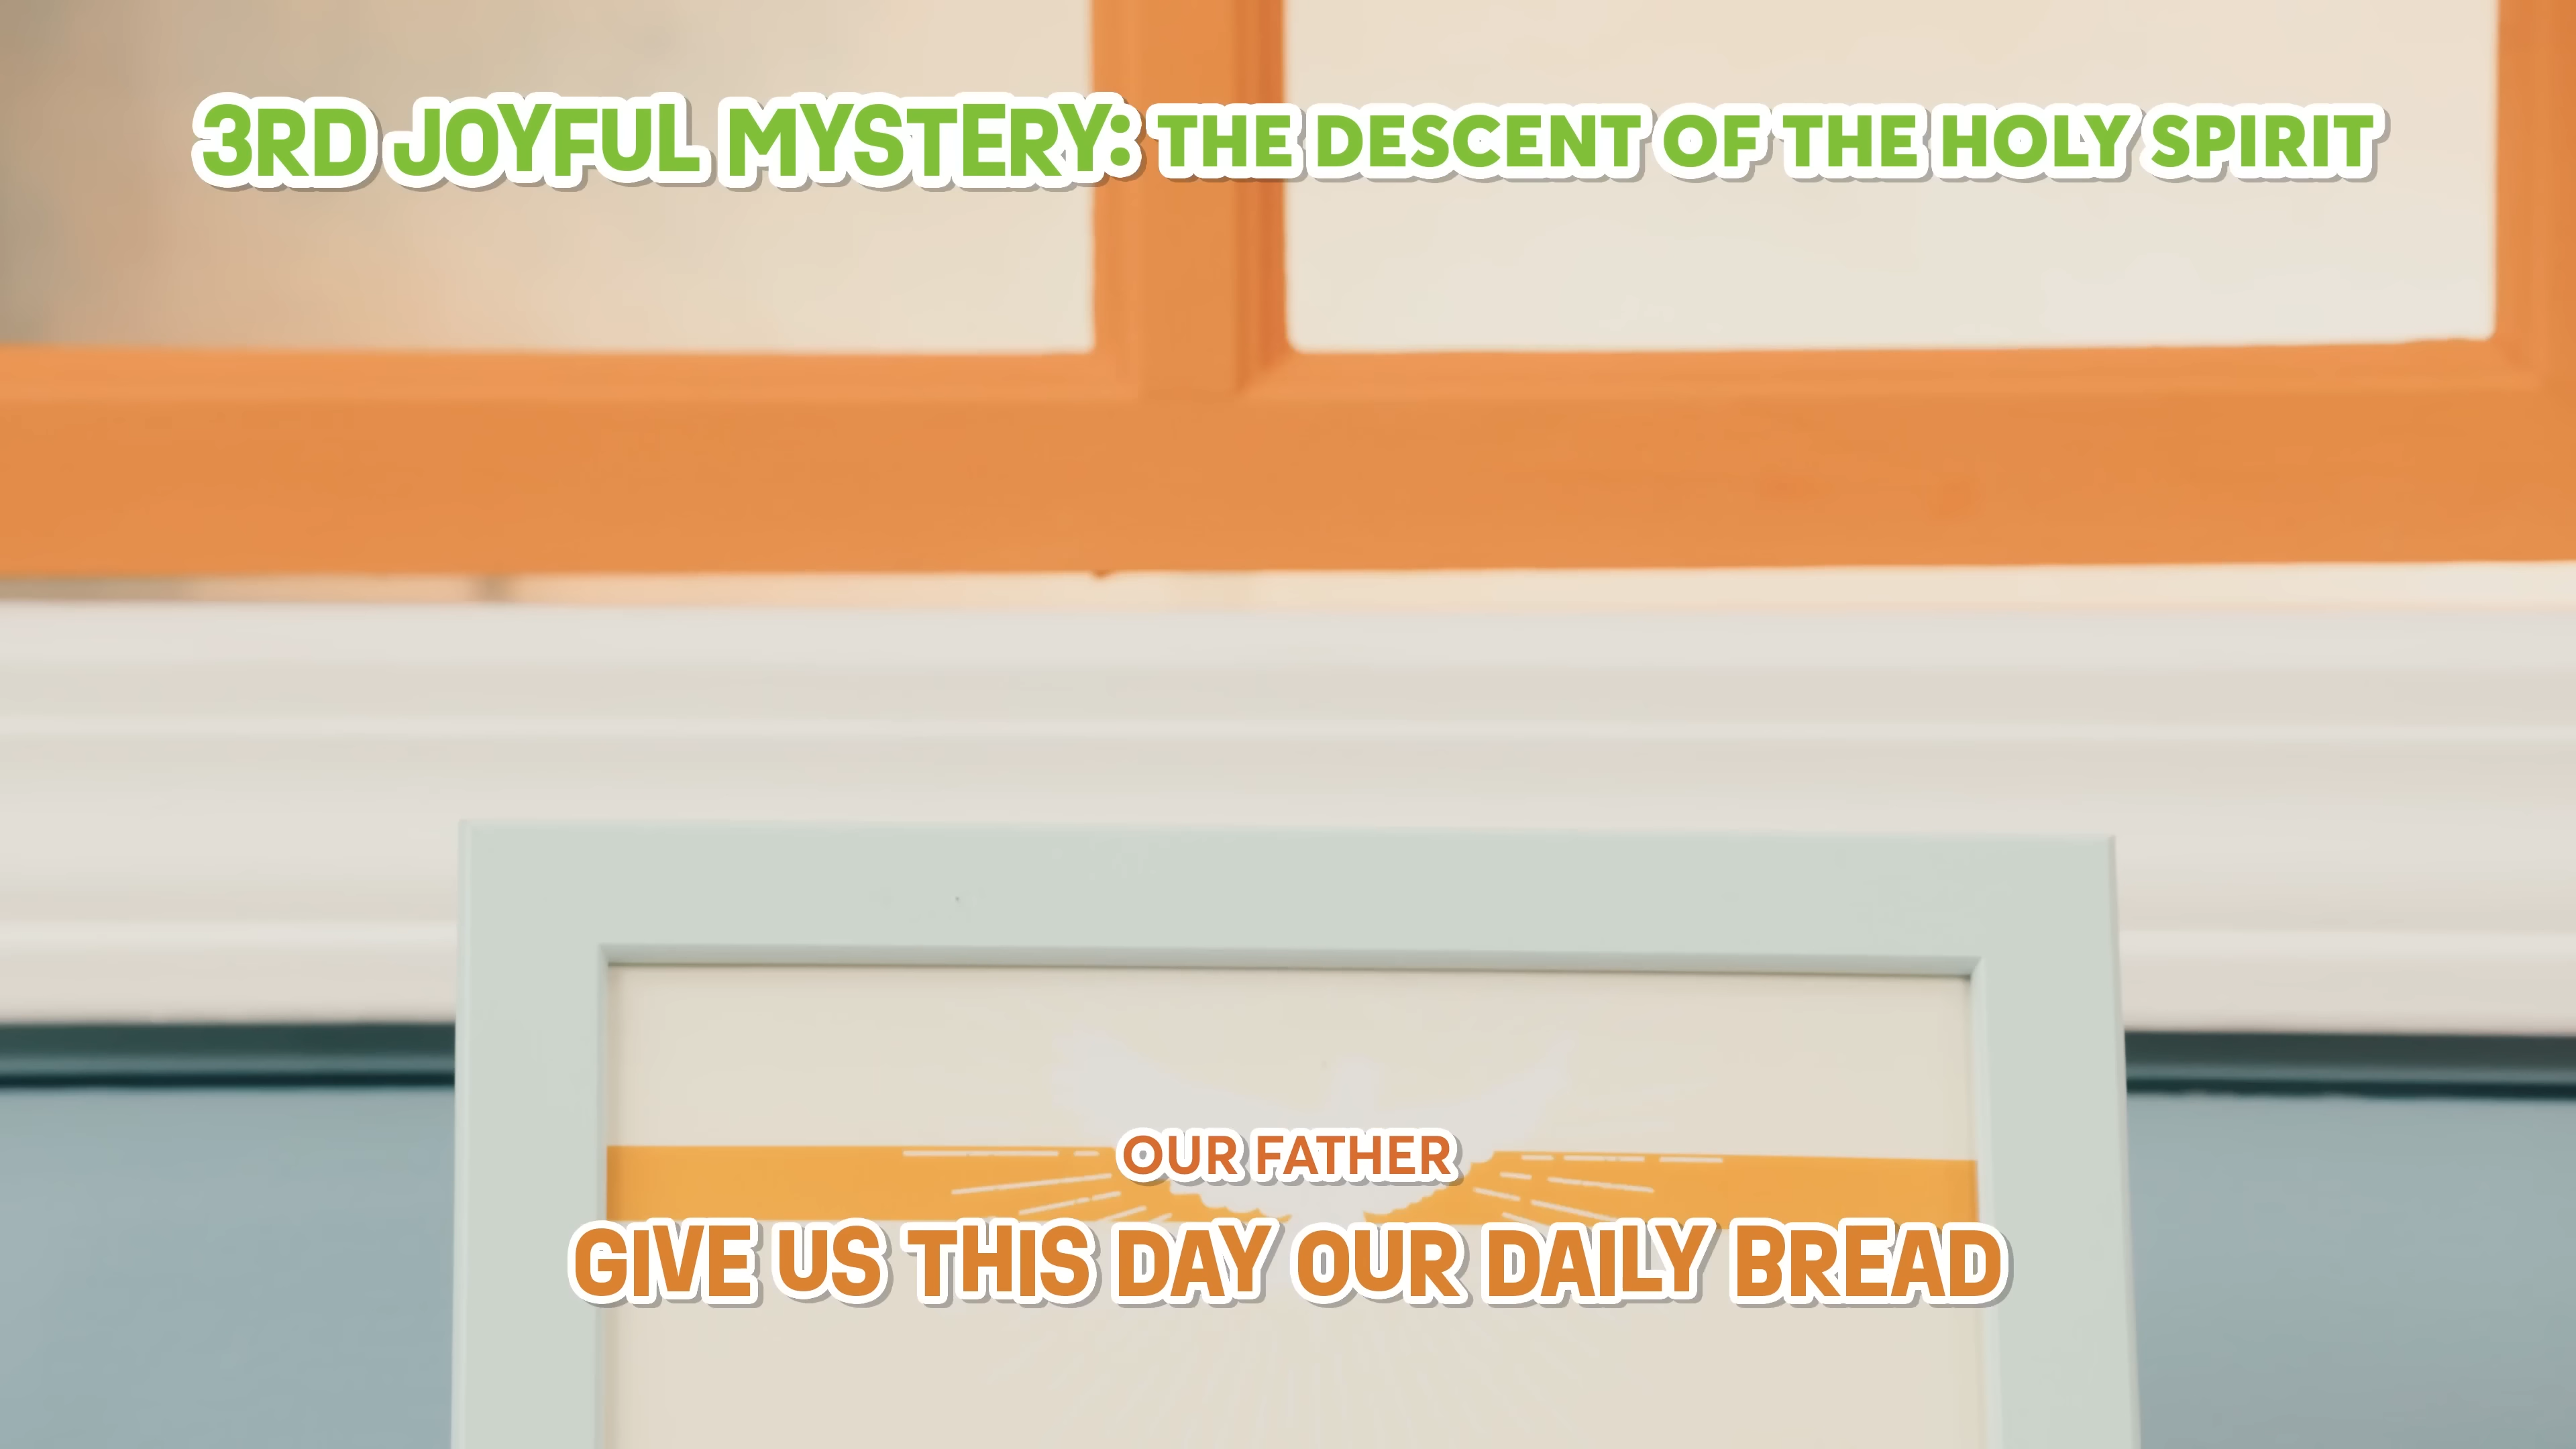 3RD JOYFUL MYSTERY: THE DESCENT OF THE HOLY SPIRIT
OUR FATHER
GIVE US THIS DAY OUR DAILY BREAD